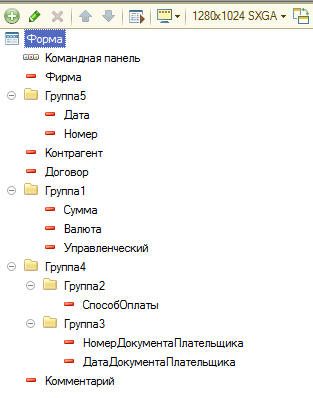 1280x1024 SXGA
Форма
Командная панель
Фирма
Группа5
Дата
Номер
Контрагент
Договор
Группа1
Сумма
Валюта
Управленческий
Группа4
Группа2
СпособОплаты
Группа3
НомерДокументаПлательщика
ДатаДокументаПлательщика
Комментарий